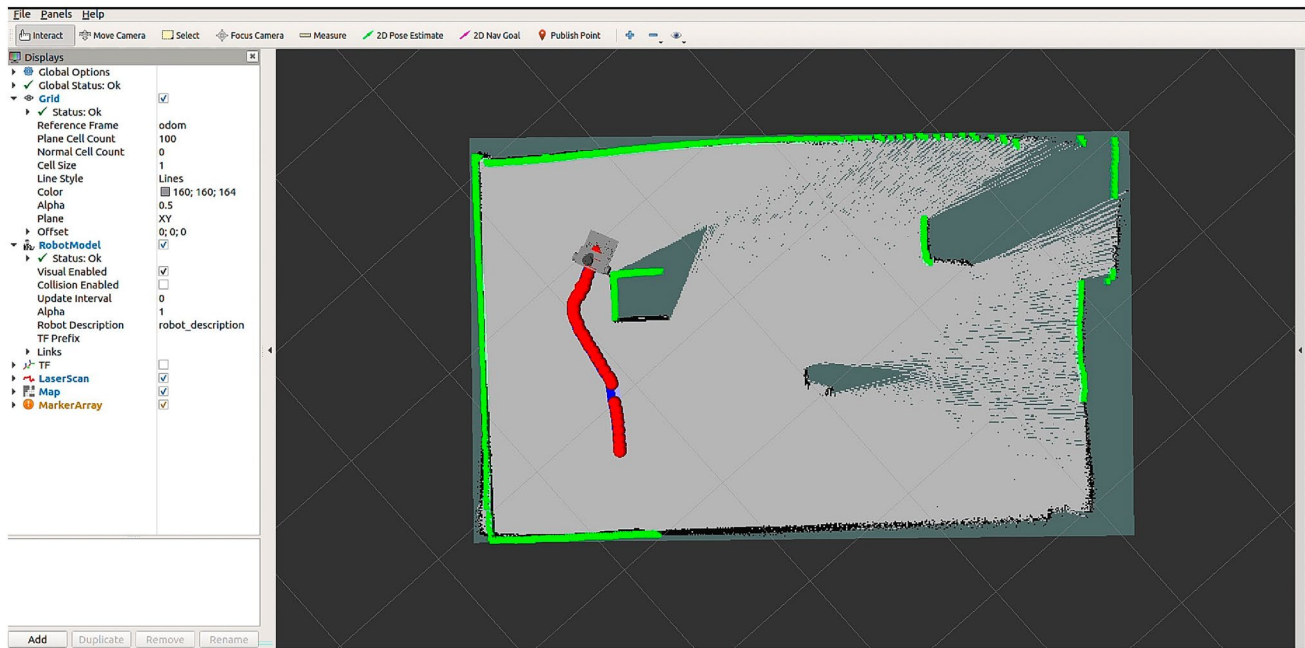 File Panels Help
Interact Move Camera Select Focus Camera Measure 2D Pose Estimate 2D Nav Goal Publish Point
Displays
Global Options
Global Status: Ok
Grid
Status: Ok
Reference Frame odom
Plane Cell Count 100
Normal Cell Count 0
Cell Size 1
Line Style Lines
Color 160; 160; 164
Alpha 0.5
Plane XY
Offset 0; 0; 0
RobotModel
Status: Ok
Visual Enabled
Collision Enabled
Update Interval 0
Alpha 1
Robot Description robot_description
TF Prefix
Links
TF
LaserScan
Map
MarkerArray
Add Duplicate Remove Rename